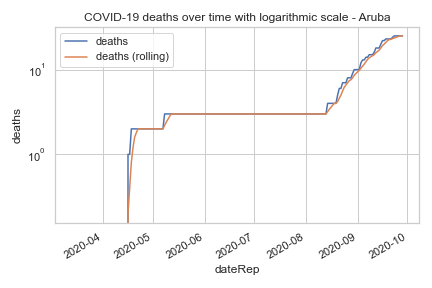 COVID-19 deaths over time with logarithmic scale - Aruba
deaths
deaths (rolling)
10¹
10⁰
deaths
2020-04
2020-05
2020-06
2020-07
2020-08
2020-09
2020-10
dateRep